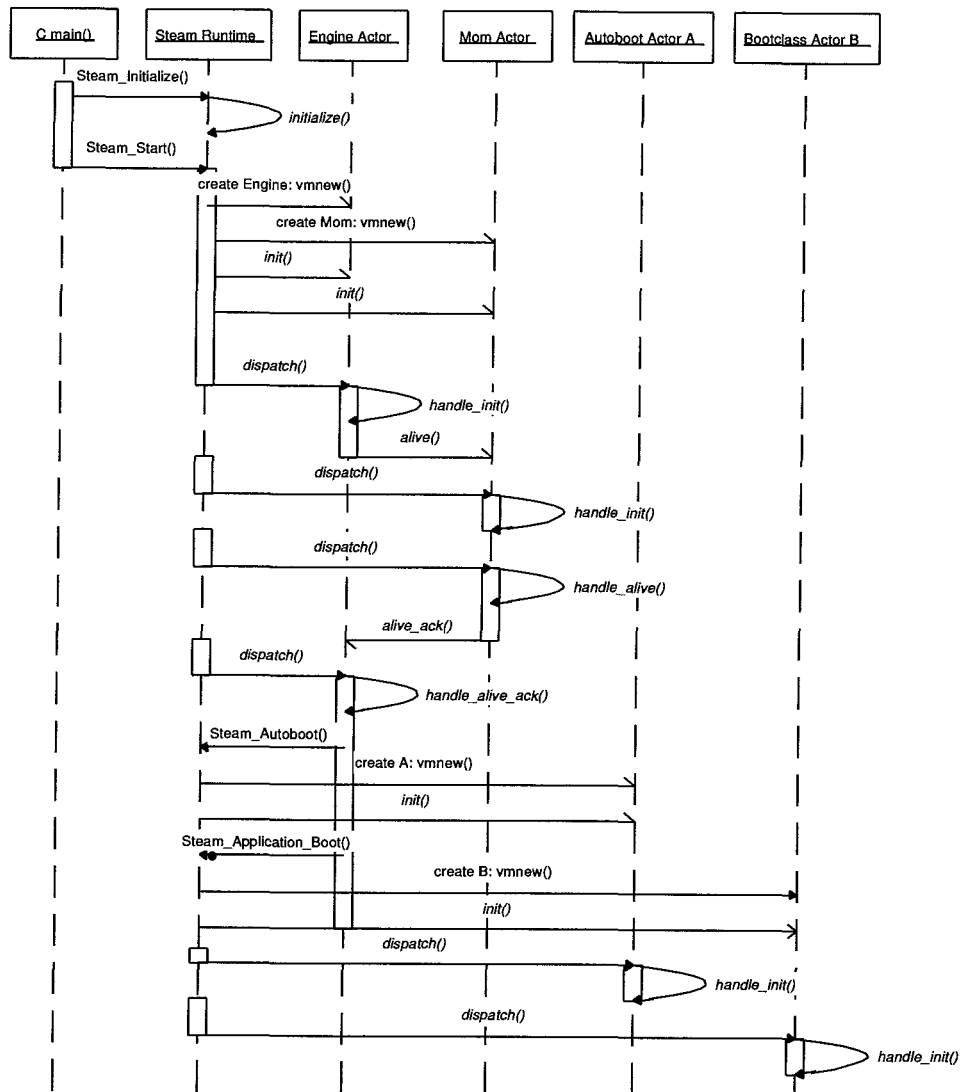 C main()
Steam Runtime
Engine Actor
Mom Actor
Autoboot Actor A
Bootclass Actor B
Steam_Initialize()
initialize()
Steam_Start()
create Engine: vmnew()
create Mom: vmnew()
init()
init()
dispatch()
handle_init()
alive()
dispatch()
handle_init()
dispatch()
handle_alive()
alive_ack()
dispatch()
handle_alive_ack()
Steam_Autoboot()
create A: vmnew()
init()
Steam_Application_Boot()
create B: vmnew()
init()
dispatch()
handle_init()
dispatch()
handle_init()